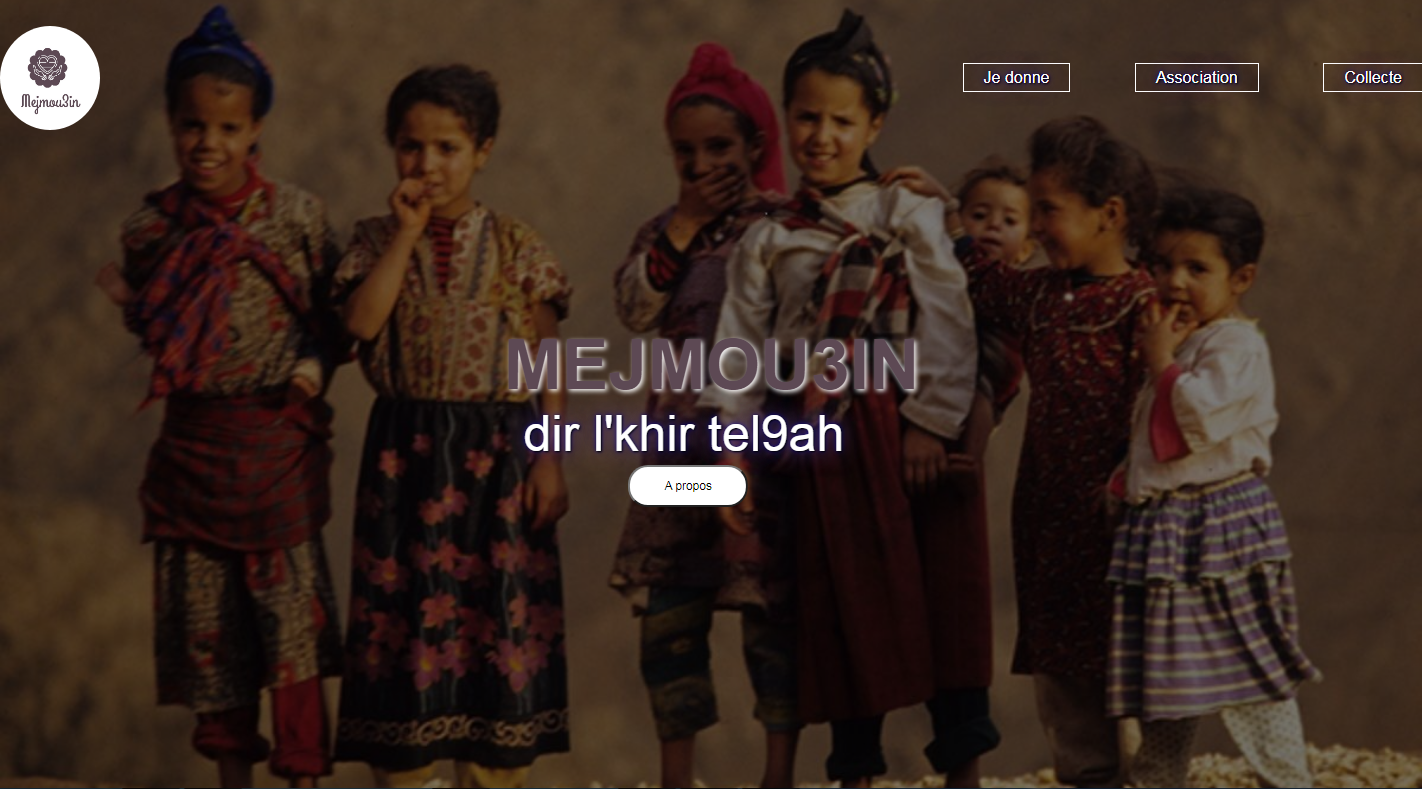 Mejmou3in
Je donne
Association
Collecte
MEJMOU3IN
dir l'khir tel9ah
A propos